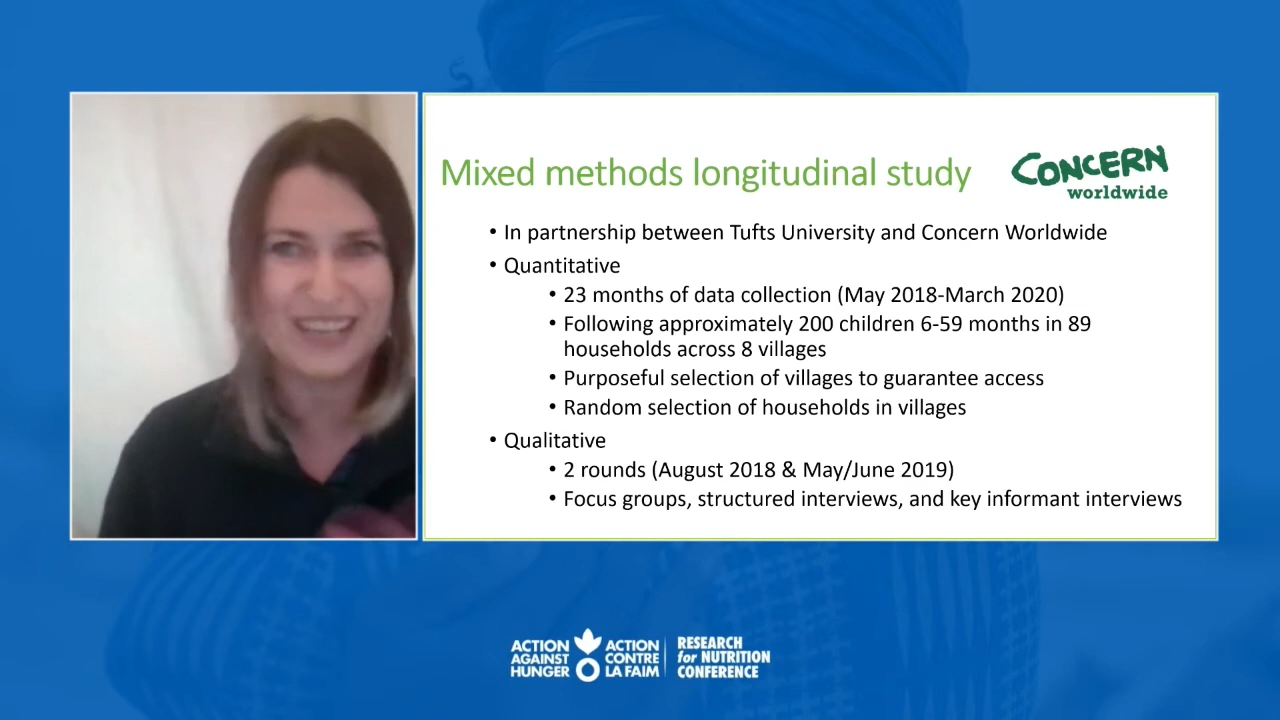 Mixed methods longitudinal study
CONCERN
worldwide
• In partnership between Tufts University and Concern Worldwide
• Quantitative
• 23 months of data collection (May 2018-March 2020)
• Following approximately 200 children 6-59 months in 89
households across 8 villages
• Purposeful selection of villages to guarantee access
• Random selection of households in villages
• Qualitative
• 2 rounds (August 2018 & May/June 2019)
• Focus groups, structured interviews, and key informant interviews
ACTION
AGAINST
HUNGER
ACTION
CONTRE
LA FAIM
RESEARCH
for NUTRITION
CONFERENCE